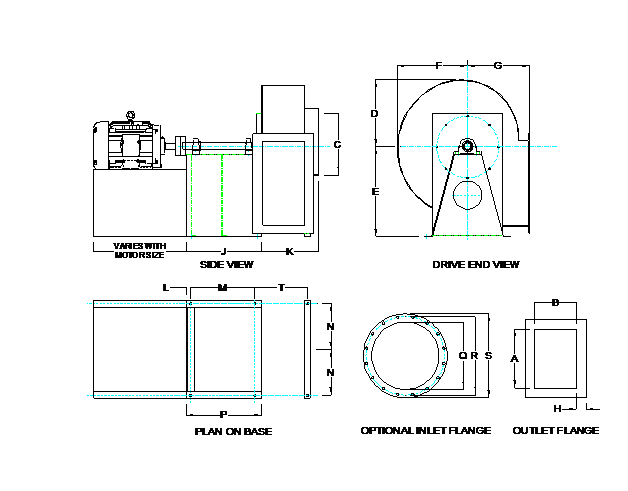 F G
D
C
E
VARIES WITH
MOTOR SIZE
J K
SIDE VIEW
DRIVE END VIEW
L M T
B
N
Q R S
A
N
H
P
PLAN ON BASE
OPTIONAL INLET FLANGE
OUTLET FLANGE